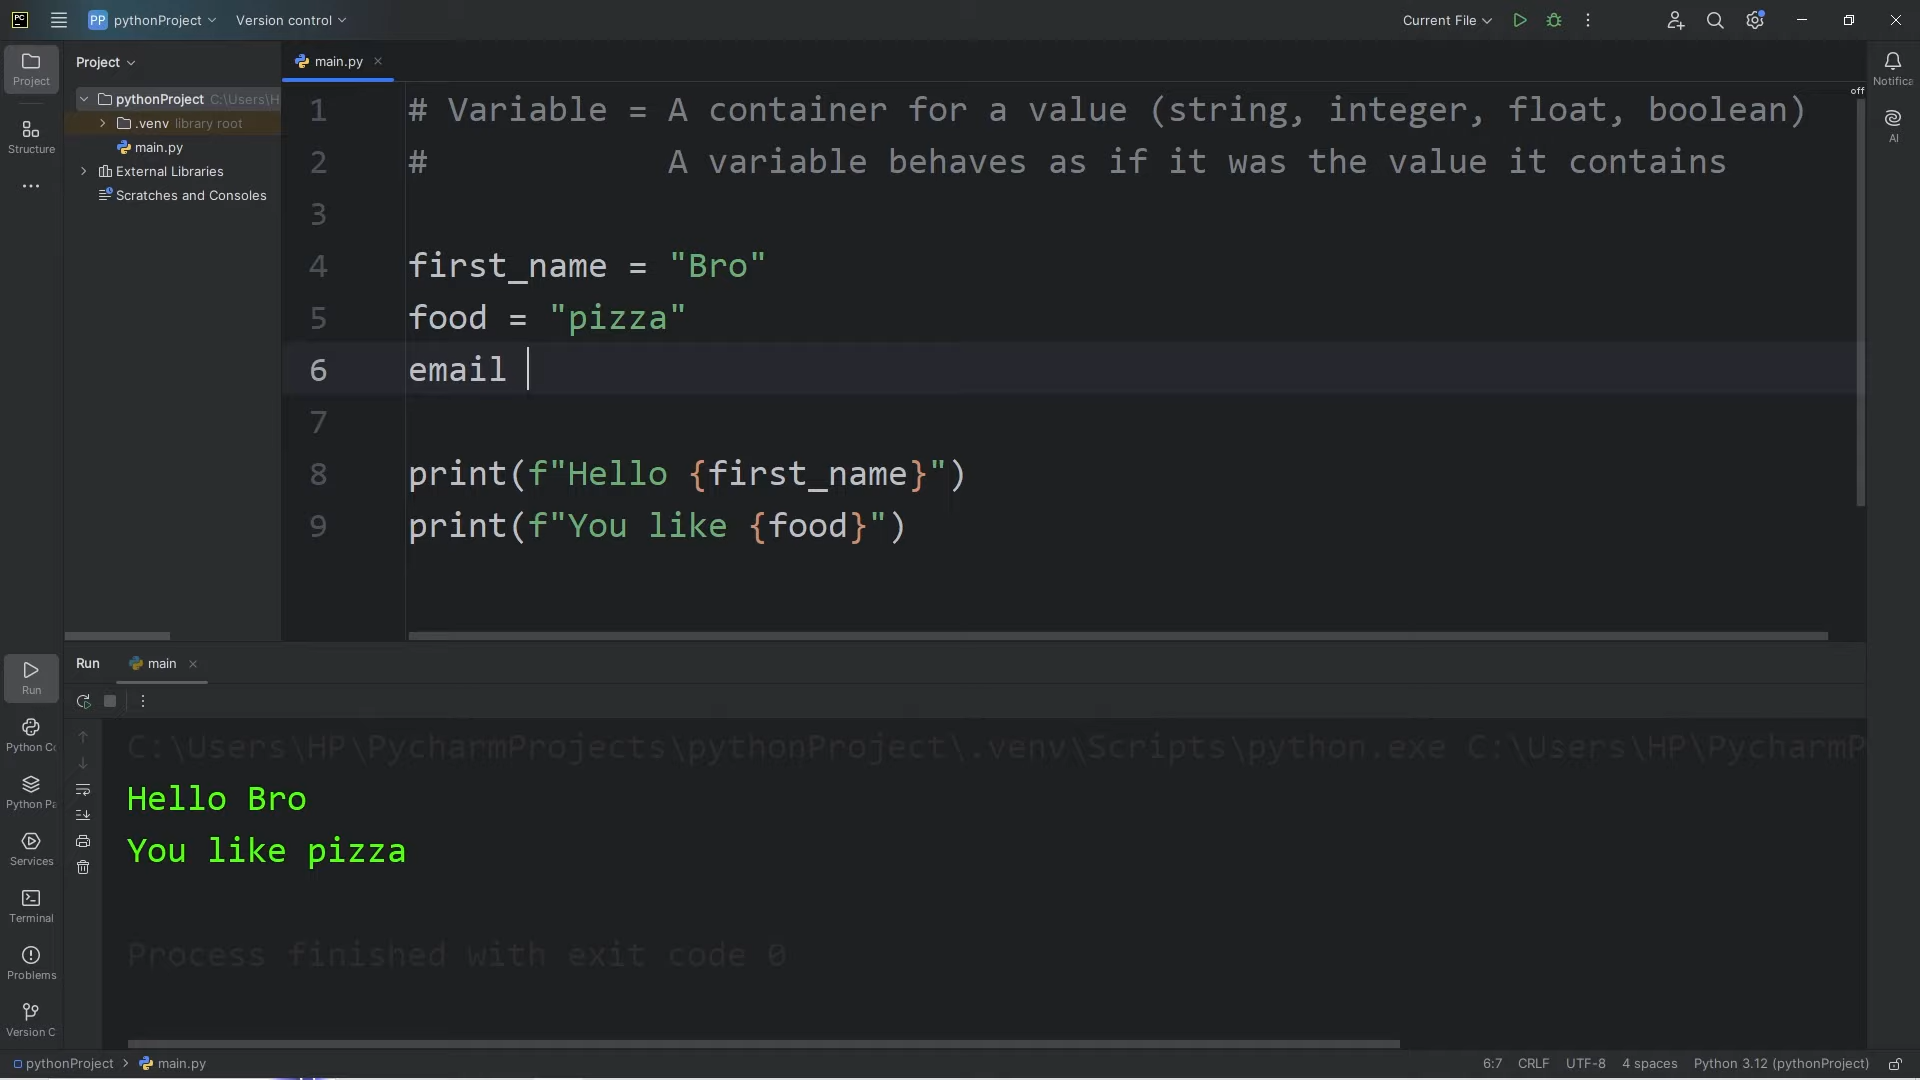 PC
PP pythonProject
Version control
Current File
Project
Structure
Project
pythonProject C:\Users\H
.venv library root
main.py
External Libraries
Scratches and Consoles
main.py
off
Notifica
AI
1 # Variable = A container for a value (string, integer, float, boolean)
2 #            A variable behaves as if it was the value it contains
3
4 first_name = "Bro"
5 food = "pizza"
6 email
7
8 print(f"Hello {first_name}")
9 print(f"You like {food}")
Run main
Run
Python Co
Python Pa
Services
Terminal
Problems
Version C
C:\Users\HP\PycharmProjects\pythonProject\.venv\Scripts\python.exe C:\Users\HP\PycharmP
Hello Bro
You like pizza
Process finished with exit code 0
pythonProject > main.py
6:7 CRLF UTF-8 4 spaces Python 3.12 (pythonProject)